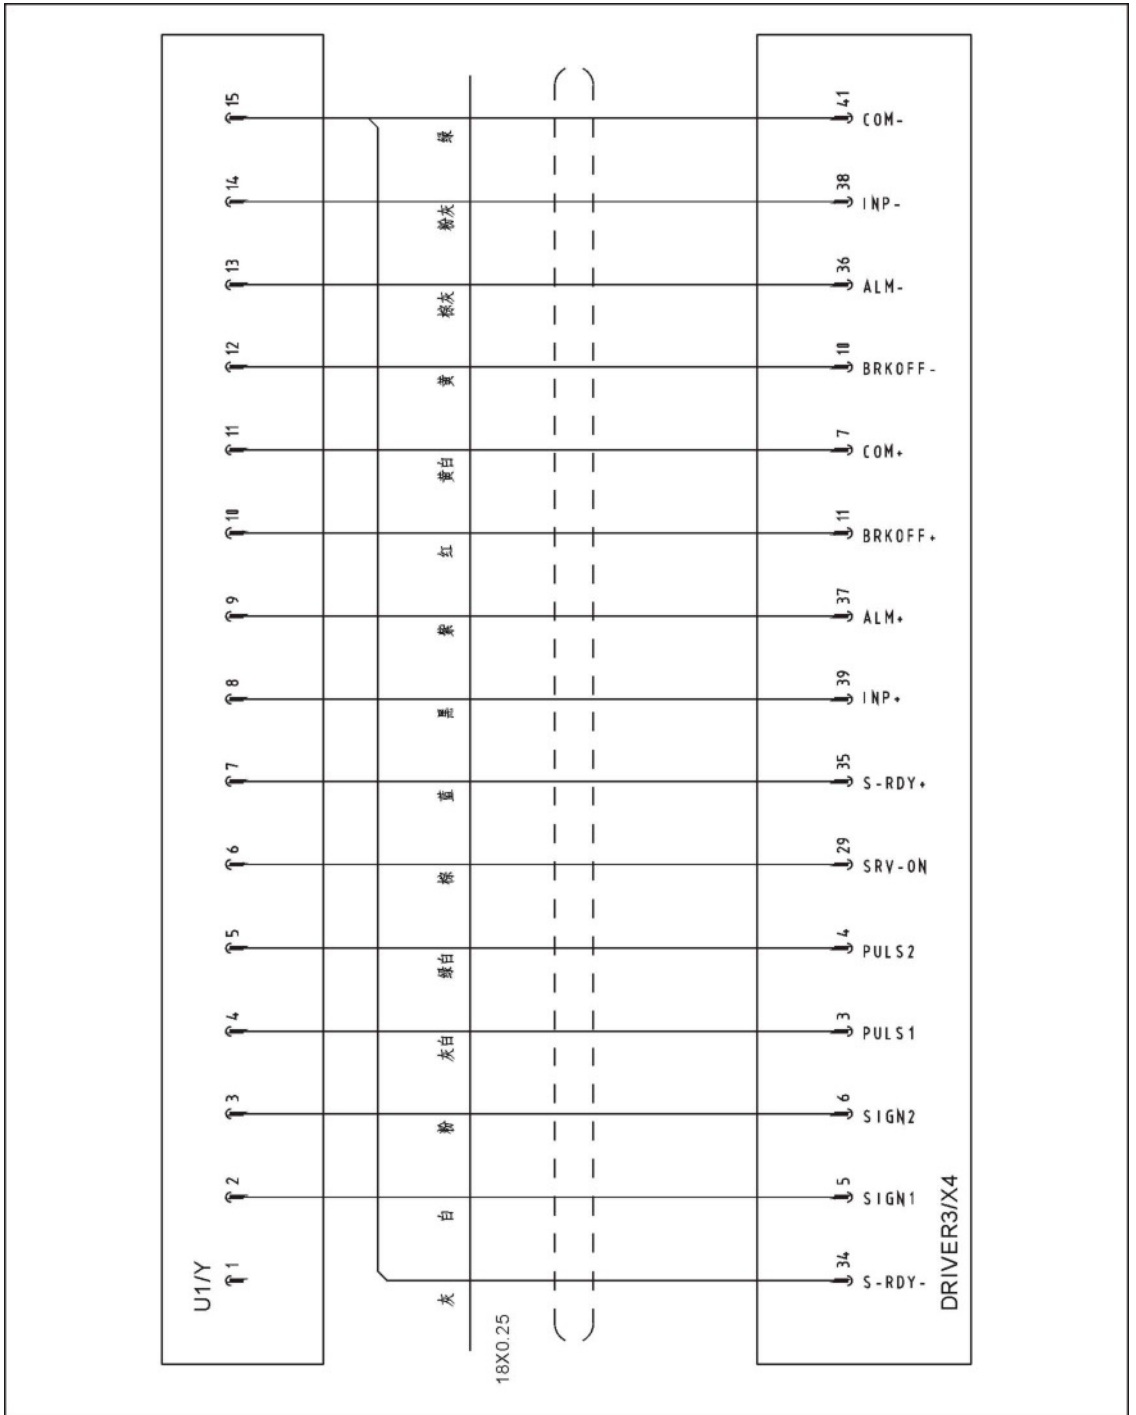 15 绿 41 COM-
14 粉灰 38 INP-
13 棕灰 36 ALM-
12 黄 10 BRKOFF-
11 黄白 7 COM+
10 红 11 BRKOFF+
9 紫 37 ALM+
8 黑 39 INP+
7 蓝 35 S-RDY+
6 棕 29 SRV-ON
5 绿白 4 PULS2
4 灰白 3 PULS1
3 粉 6 SIGN2
2 白 5 SIGN1
1 灰 34 S-RDY-
U1/Y
18X0.25
DRIVER3/X4